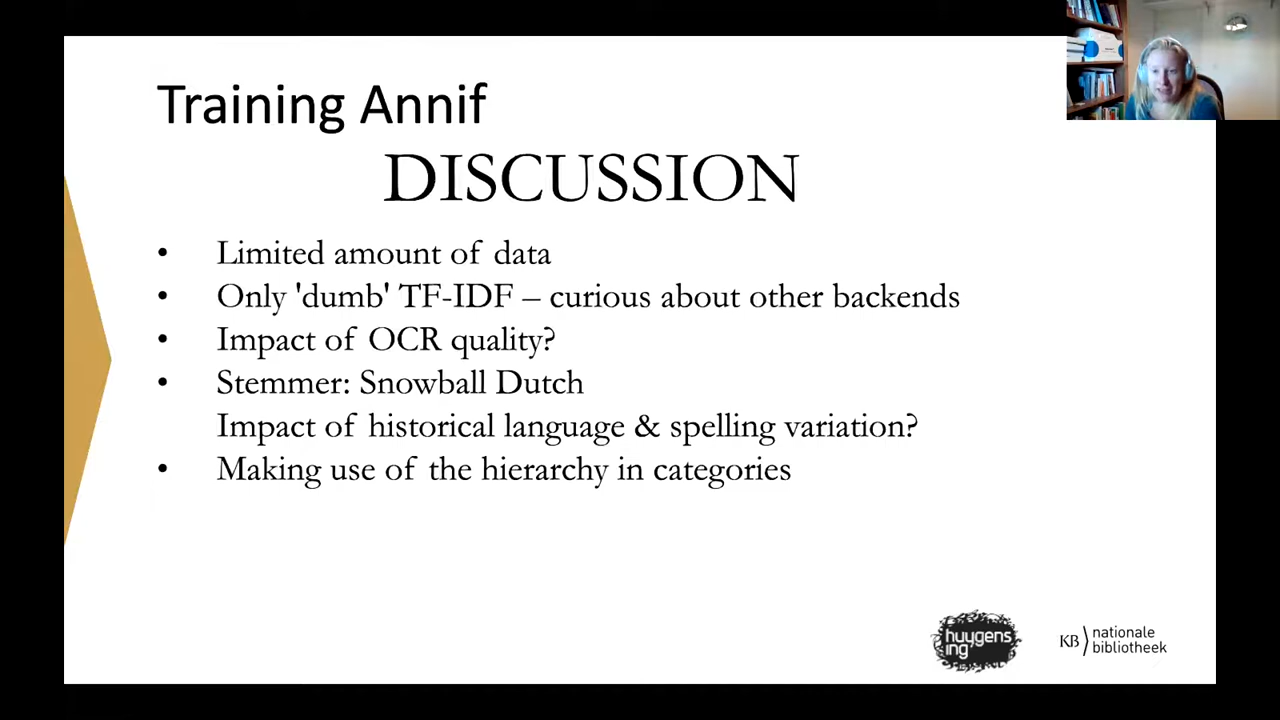 Training Annif
DISCUSSION
• Limited amount of data
• Only 'dumb' TF-IDF – curious about other backends
• Impact of OCR quality?
• Stemmer: Snowball Dutch
Impact of historical language & spelling variation?
• Making use of the hierarchy in categories
huygens
ing
KB
nationale
bibliotheek